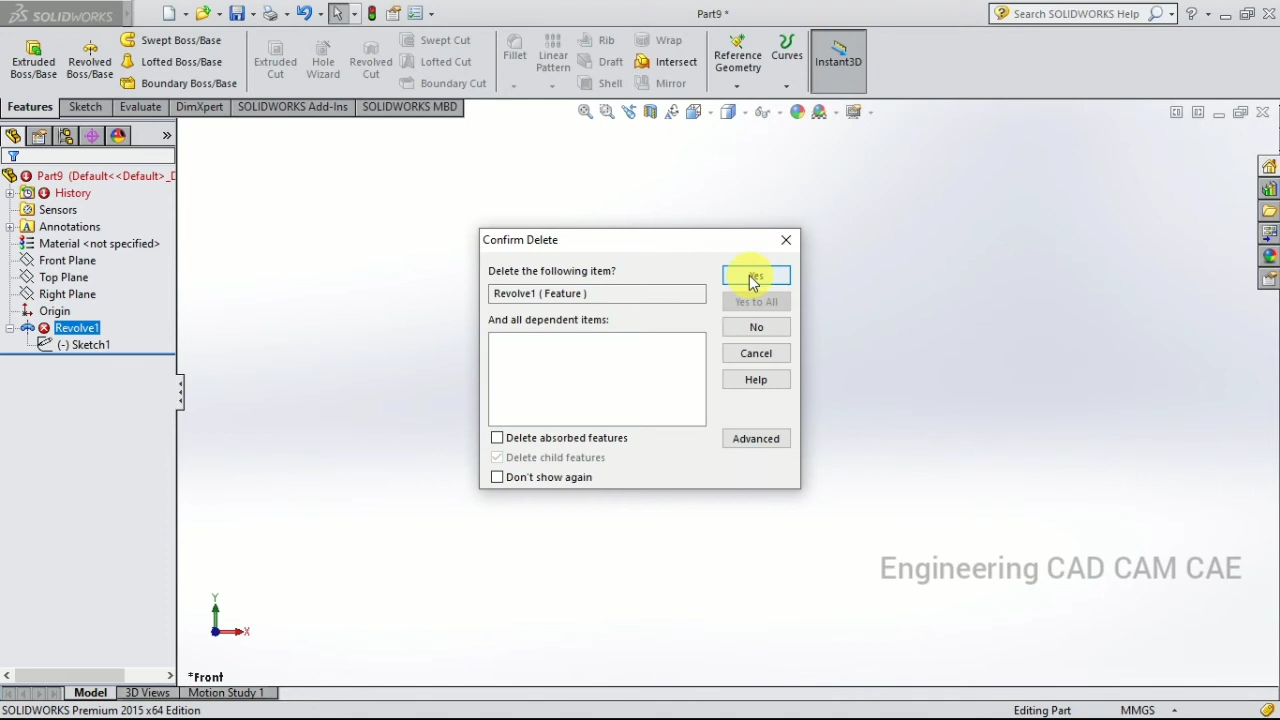 SOLIDWORKS
Part9 *
Search SOLIDWORKS Help
Extruded Boss/Base
Revolved Boss/Base
Swept Boss/Base
Lofted Boss/Base
Boundary Boss/Base
Extruded Cut
Hole Wizard
Revolved Cut
Swept Cut
Lofted Cut
Boundary Cut
Fillet
Linear Pattern
Rib
Draft
Shell
Wrap
Intersect
Mirror
Reference Geometry
Curves
Instant3D
Features
Sketch
Evaluate
DimXpert
SOLIDWORKS Add-Ins
SOLIDWORKS MBD
Part9 (Default<<Default>_D
History
Sensors
Annotations
Material <not specified>
Front Plane
Top Plane
Right Plane
Origin
Revolve1
(-) Sketch1
Confirm Delete
Delete the following item?
Revolve1 ( Feature )
And all dependent items:
Yes
Yes to All
No
Cancel
Help
Advanced
Delete absorbed features
Delete child features
Don't show again
Engineering CAD CAM CAE
Y
X
*Front
Model
3D Views
Motion Study 1
SOLIDWORKS Premium 2015 x64 Edition
Editing Part
MMGS